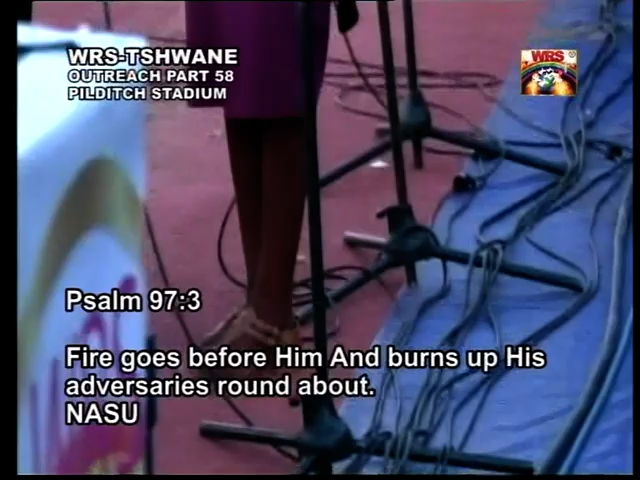 WRS-TSHWANE
OUTREACH PART 58
PILDITCH STADIUM
WRS
Psalm 97:3
Fire goes before Him And burns up His
adversaries round about.
NASU